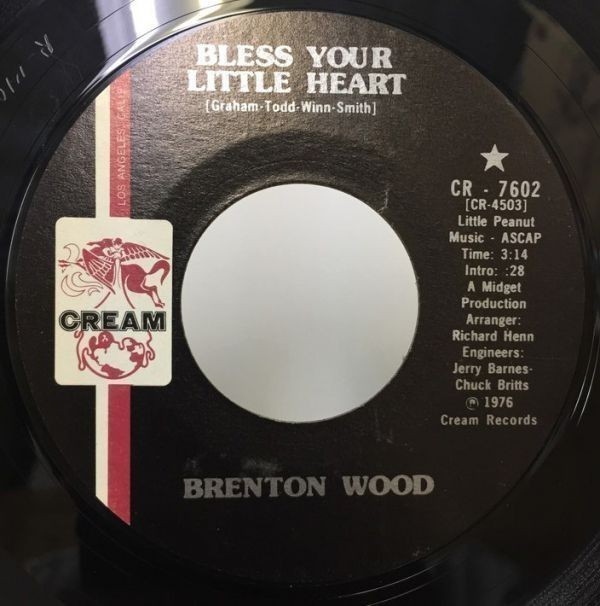 BLESS YOUR
LITTLE HEART
[Graham-Todd-Winn-Smith]
LOS ANGELES, CALIF.
CREAM
★
CR - 7602
[CR-4503]
Little Peanut
Music - ASCAP
Time: 3:14
Intro: :28
A Midget
Production
Arranger:
Richard Henn
Engineers:
Jerry Barnes-
Chuck Britts
℗ 1976
Cream Records
BRENTON WOOD